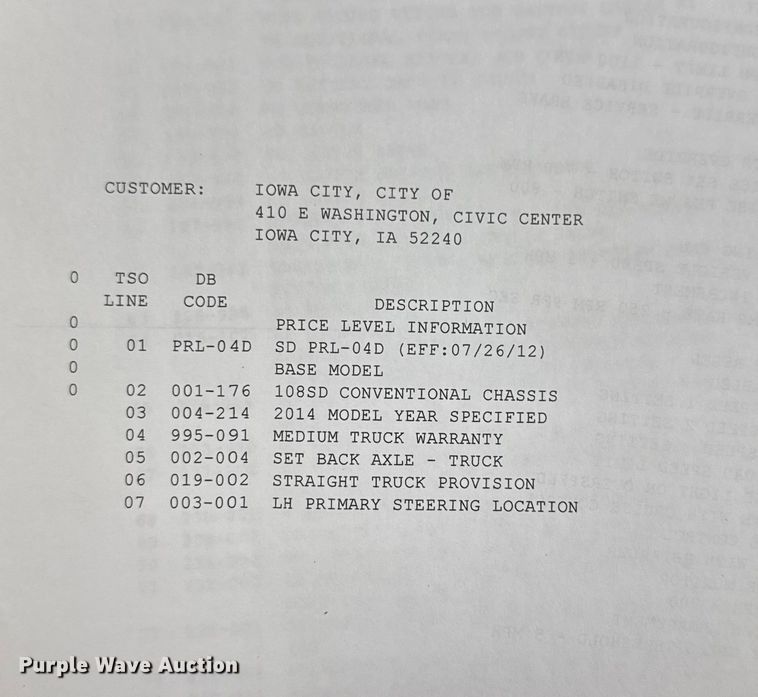 CUSTOMER: IOWA CITY, CITY OF
410 E WASHINGTON, CIVIC CENTER
IOWA CITY, IA 52240
0 TSO DB
LINE CODE DESCRIPTION
0 PRICE LEVEL INFORMATION
0 01 PRL-04D SD PRL-04D (EFF:07/26/12)
0 BASE MODEL
0 02 001-176 108SD CONVENTIONAL CHASSIS
03 004-214 2014 MODEL YEAR SPECIFIED
04 995-091 MEDIUM TRUCK WARRANTY
05 002-004 SET BACK AXLE - TRUCK
06 019-002 STRAIGHT TRUCK PROVISION
07 003-001 LH PRIMARY STEERING LOCATION
Purple Wave Auction